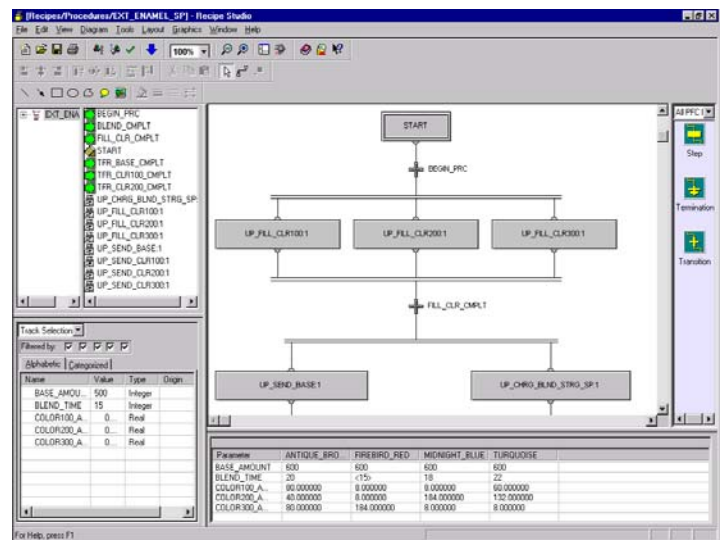 [Recipes/Procedures/EXT_ENAMEL_SP] - Recipe Studio
File Edit View Diagram Tools Layout Graphics Window Help
100%
EXT_ENA
BEGIN_PRC
BLEND_CMPLT
FILL_CLR_CMPLT
START
TFR_BASE_CMPLT
TFR_CLR100_CMPLT
TFR_CLR200_CMPLT
UP_CHRG_BLND_STRG_SP:
UP_FILL_CLR100:1
UP_FILL_CLR200:1
UP_FILL_CLR300:1
UP_SEND_BASE:1
UP_SEND_CLR100:1
UP_SEND_CLR200:1
UP_SEND_CLR300:1
START
BEGIN_PRC
UP_FILL_CLR100:1 UP_FILL_CLR200:1 UP_FILL_CLR300:1
FILL_CLR_CMPLT
UP_SEND_BASE:1 UP_CHRG_BLND_STRG_SP:1
All PFC I
Step
Termination
Transition
Track Selection
Filtered by:
Alphabetic Categorized
Name Value Type Origin
BASE_AMOU... 500 Integer
BLEND_TIME 15 Integer
COLOR100_A... 0... Real
COLOR200_A... 0... Real
COLOR300_A... 0... Real
Parameter ANTIQUE_BRO... FIREBIRD_RED MIDNIGHT_BLUE TURQUOISE
BASE_AMOUNT 600 600 600 600
BLEND_TIME 20 <15> 18 22
COLOR100_A... 80.000000 8.000000 8.000000 60.000000
COLOR200_A... 40.000000 8.000000 184.000000 132.000000
COLOR300_A... 80.000000 184.000000 8.000000 8.000000
For Help, press F1